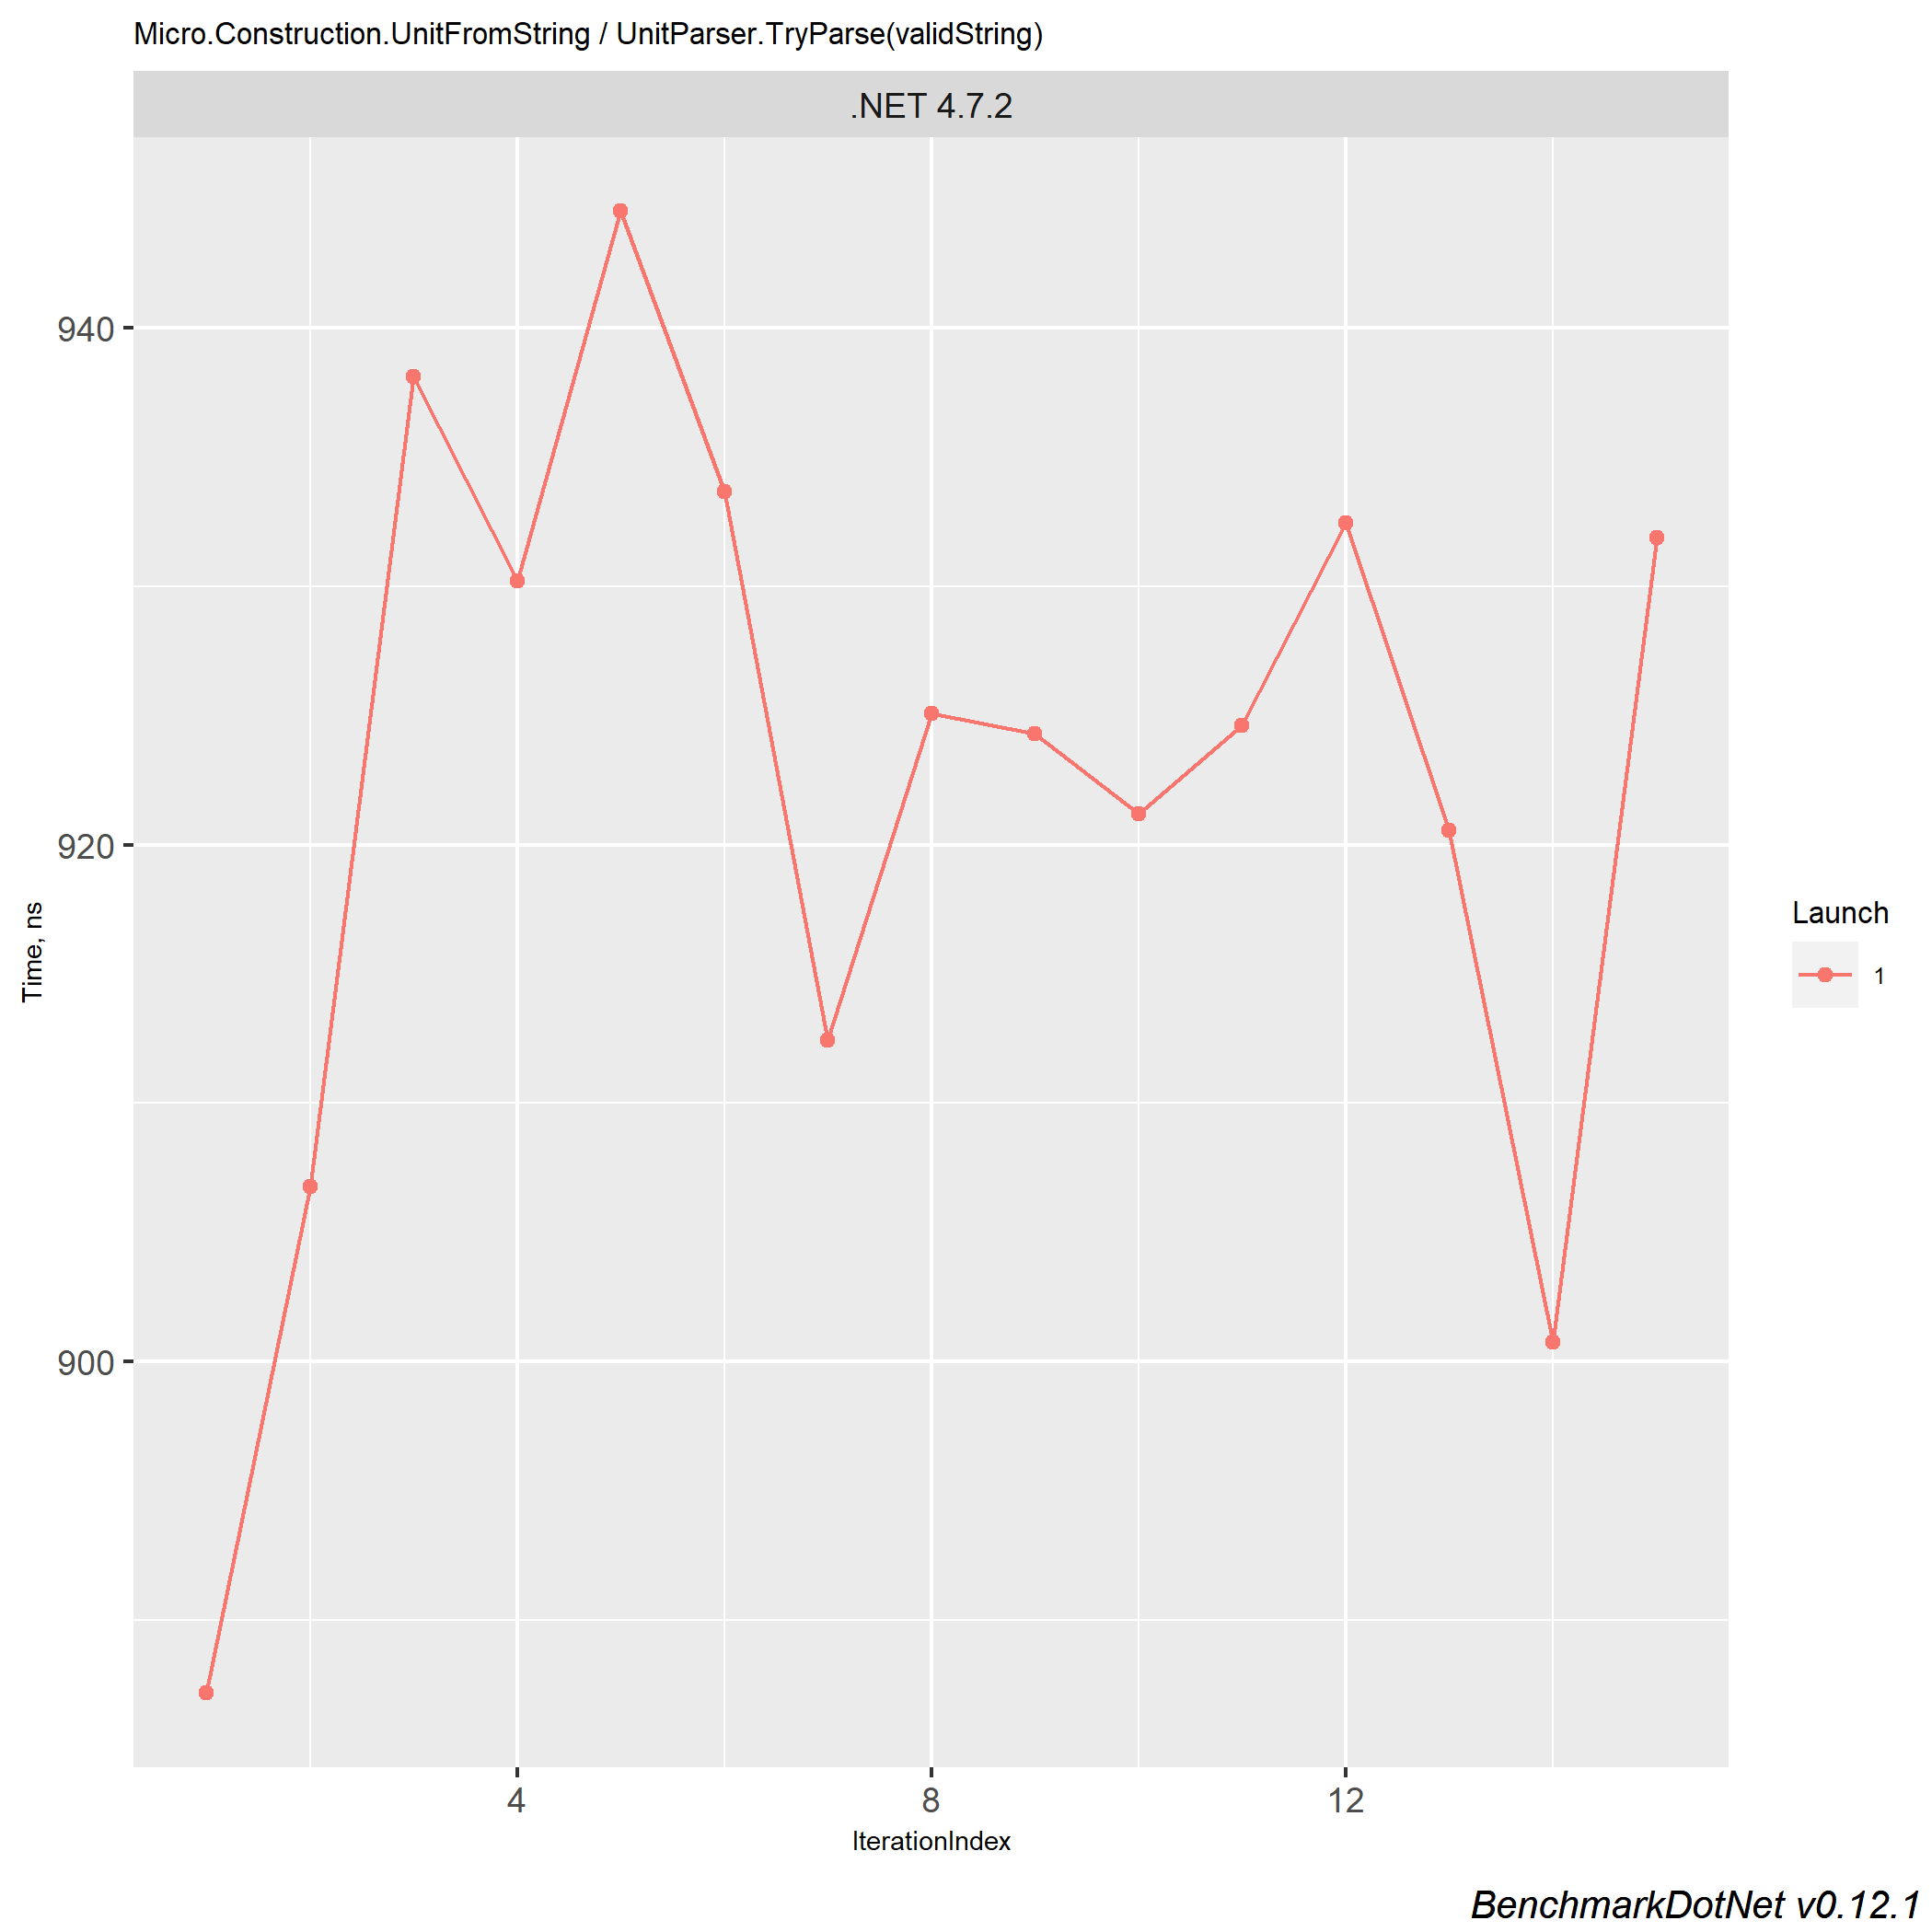 Micro.Construction.UnitFromString / UnitParser.TryParse(validString)
.NET 4.7.2
940
920
900
Time, ns
4 8 12
IterationIndex
Launch
1
BenchmarkDotNet v0.12.1